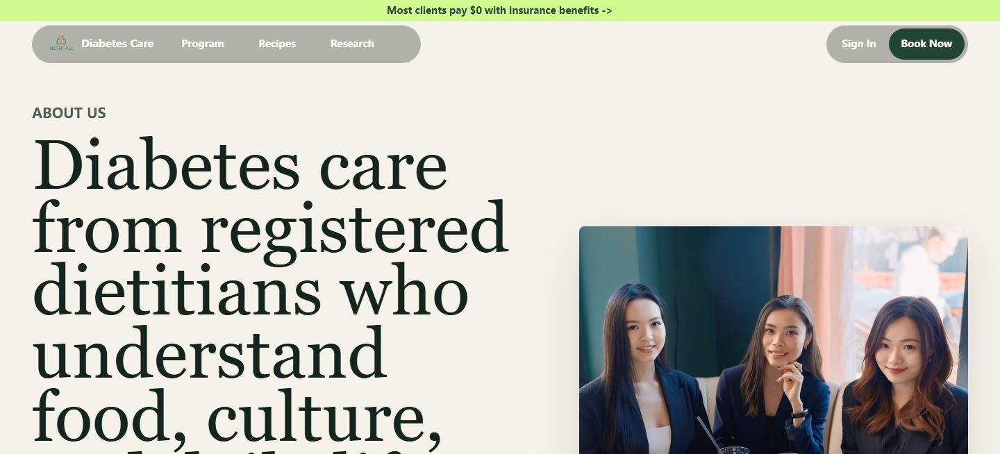 Most clients pay $0 with insurance benefits ->
NUTRI ALL Diabetes Care Program Recipes Research Sign In Book Now
ABOUT US
Diabetes care
from registered
dietitians who
understand
food, culture,